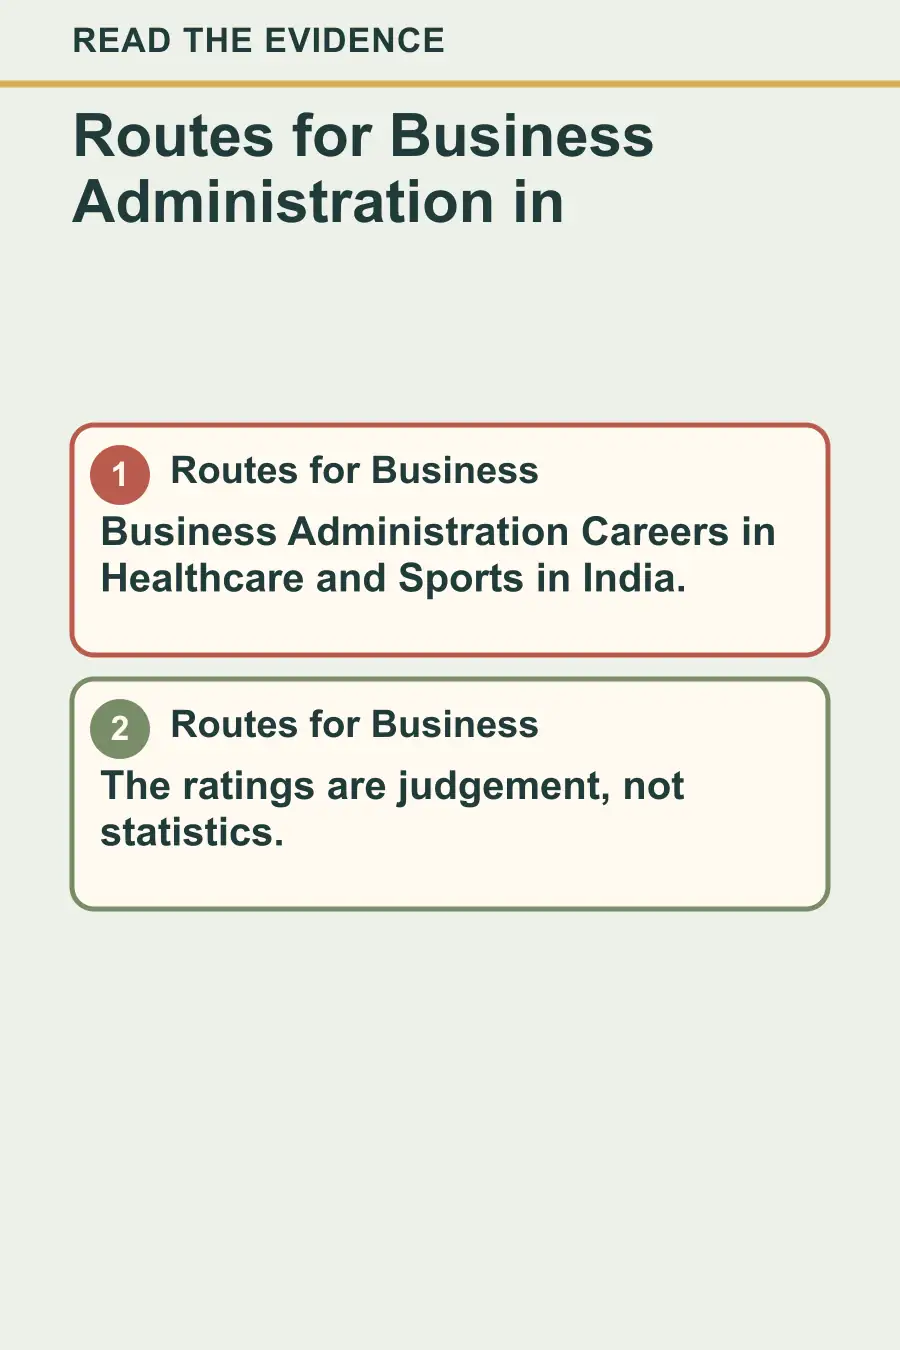 READ THE EVIDENCE
Routes for Business
Administration in
1 Routes for Business
Business Administration Careers in
Healthcare and Sports in India.
2 Routes for Business
The ratings are judgement, not
statistics.